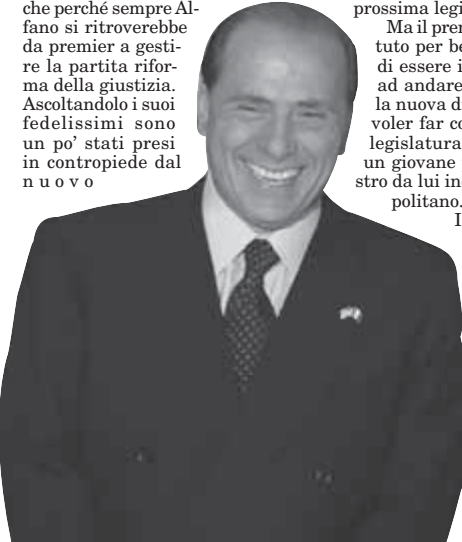 che perché sempre Al-
fano si ritroverebbe
da premier a gesti-
re la partita rifor-
ma della giustizia.
Ascoltandolo i suoi
fedelissimi sono
un po' stati presi
in contropiede dal
nuovo
prossima legi
Ma il prem
tuto per be
di essere i
ad andare
la nuova d
voler far co
legislatura
un giovane
stro da lui in
politano.
I